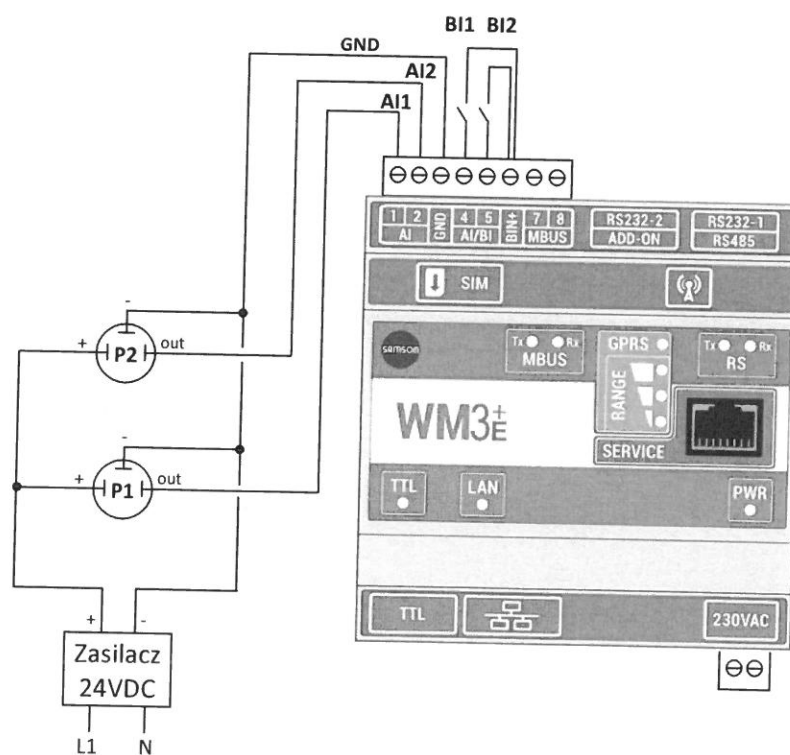 BI1 BI2
GND
AI2
AI1
1 2 GND 4 5 BIN+ 7 8
AI AI/BI MBUS
RS232-2
ADD-ON
RS232-1
RS485
SIM
samson
Tx Rx
MBUS
GPRS
RANGE
Tx Rx
RS
WM3E+
SERVICE
TTL
LAN
PWR
TTL
230VAC
-
+ P2 out
-
+ P1 out
+ -
Zasilacz
24VDC
L1 N